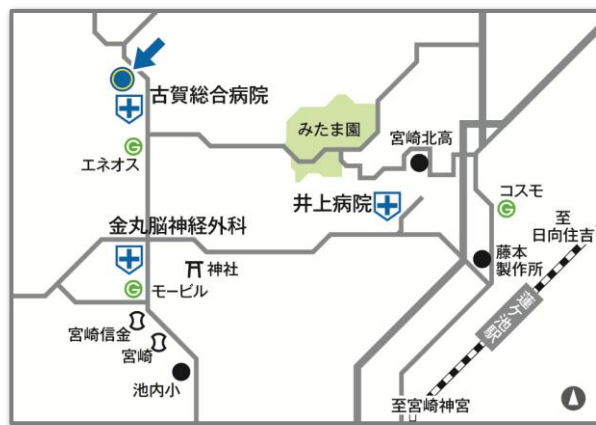 古賀総合病院
みたま園
宮崎北高
エネオス
井上病院
コスモ
至
日向住吉
金丸脳神経外科
藤本
製作所
神社
モービル
蓮ケ池駅
宮崎信金
宮崎
池内小
至宮崎神宮
G
G
G